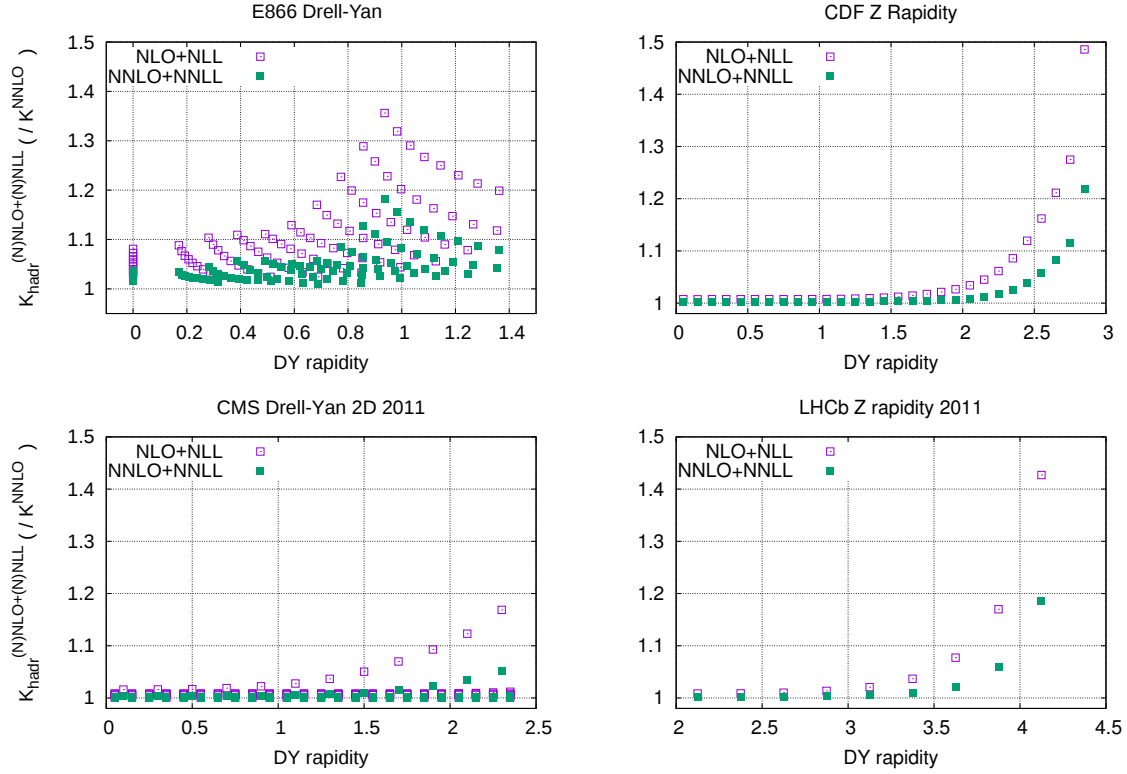 E866 Drell-Yan
K_hadr^(N)NLO+(N)NLL ( / K^NNLO )
1.5
1.4
1.3
1.2
1.1
1
NLO+NLL
NNLO+NNLL
0 0.2 0.4 0.6 0.8 1 1.2 1.4
DY rapidity
CDF Z Rapidity
1.5
1.4
1.3
1.2
1.1
1
NLO+NLL
NNLO+NNLL
0 0.5 1 1.5 2 2.5 3
DY rapidity
CMS Drell-Yan 2D 2011
K_hadr^(N)NLO+(N)NLL ( / K^NNLO )
1.5
1.4
1.3
1.2
1.1
1
NLO+NLL
NNLO+NNLL
0 0.5 1 1.5 2 2.5
DY rapidity
LHCb Z rapidity 2011
1.5
1.4
1.3
1.2
1.1
1
NLO+NLL
NNLO+NNLL
2 2.5 3 3.5 4 4.5
DY rapidity